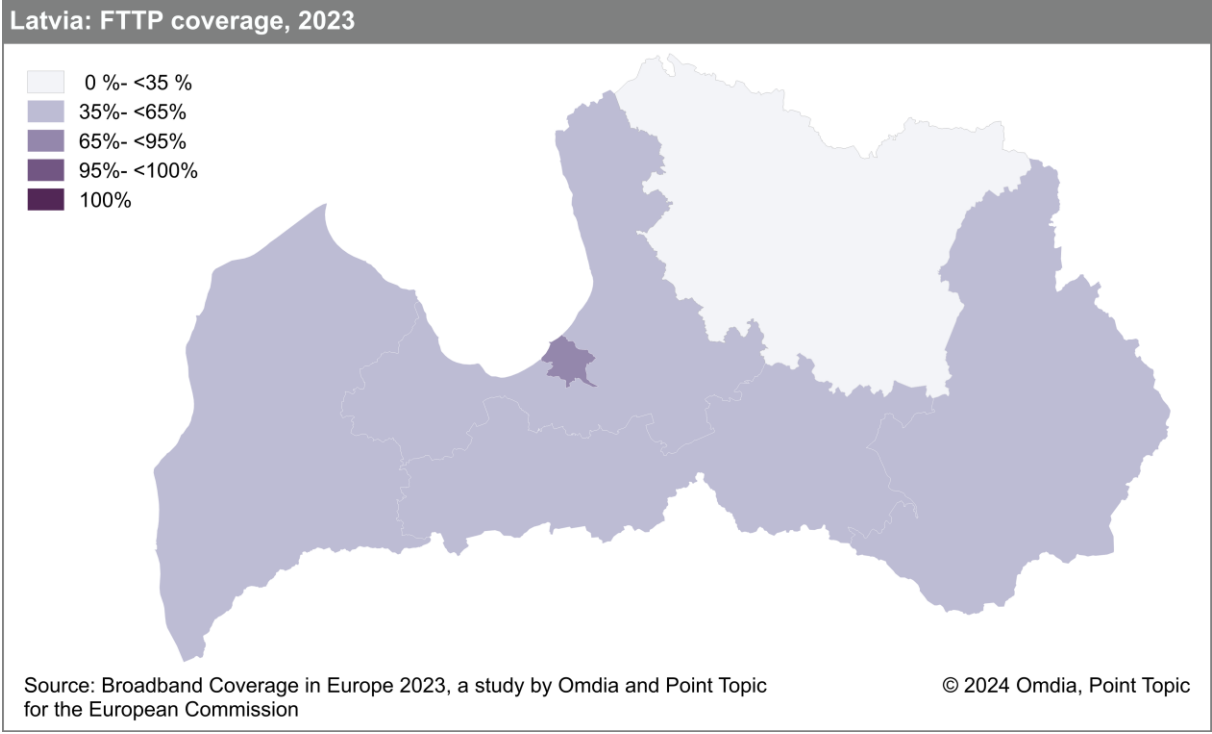 Latvia: FTTP coverage, 2023
0 %- <35 %
35%- <65%
65%- <95%
95%- <100%
100%
Source: Broadband Coverage in Europe 2023, a study by Omdia and Point Topic
for the European Commission
© 2024 Omdia, Point Topic